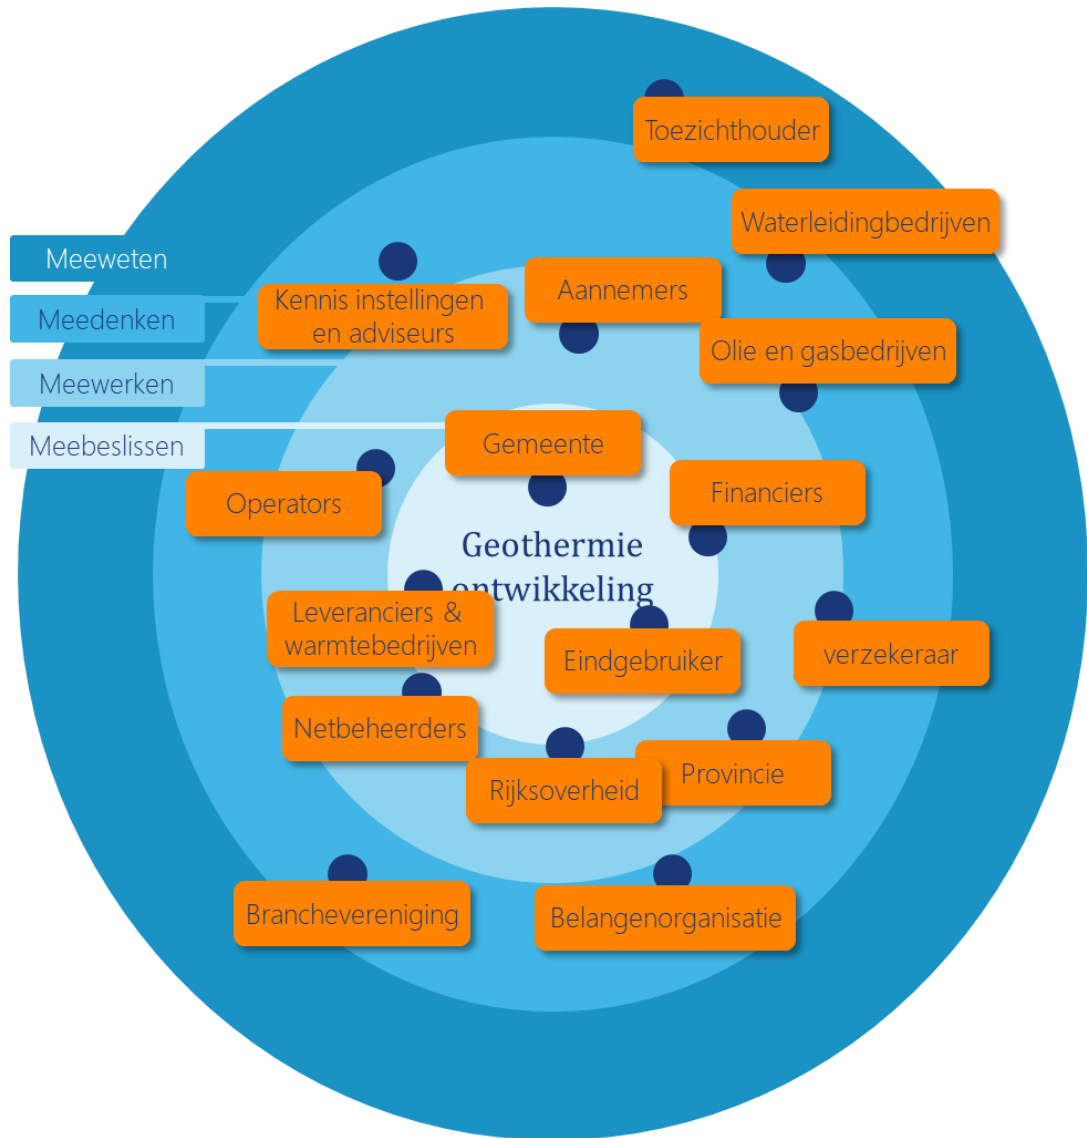 Toezichthouder
Waterleidingbedrijven
Meeweten
Meedenken
Meewerken
Meebeslissen
Kennis instellingen
en adviseurs
Aannemers
Olie en gasbedrijven
Gemeente
Operators
Financiers
Geothermie
ontwikkeling
Leveranciers &
warmtebedrijven
Eindgebruiker
verzekeraar
Netbeheerders
Rijksoverheid
Provincie
Branchevereniging
Belangenorganisatie